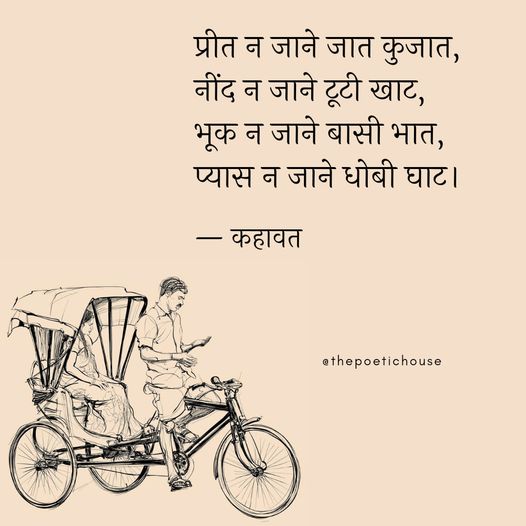 प्रीत न जाने जात कुजात,
नींद न जाने टूटी खाट,
भूक न जाने बासी भात,
प्यास न जाने धोबी घाट।
— कहावत
@thepoetichouse